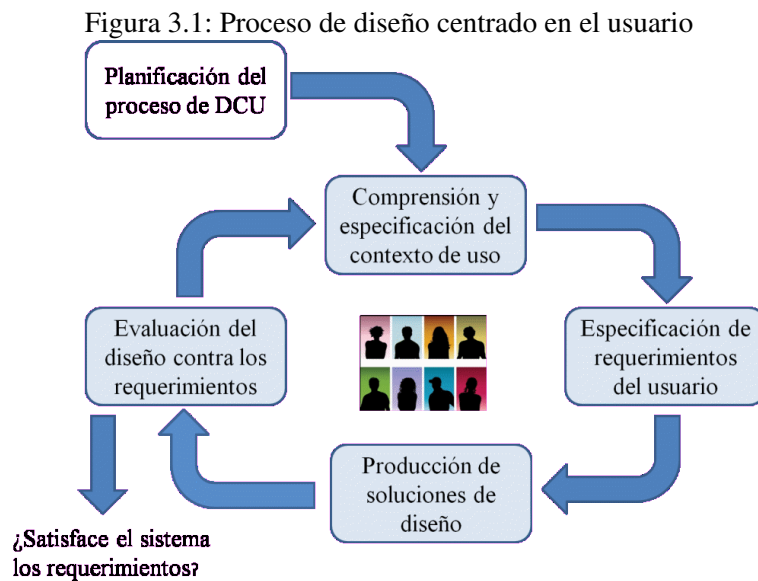 Figura 3.1: Proceso de diseño centrado en el usuario
Planificación del
proceso de DCU
Comprensión y
especificación del
contexto de uso
Especificación de
requerimientos
del usuario
Producción de
soluciones de
diseño
Evaluación del
diseño contra los
requerimientos
¿Satisface el sistema
los requerimientos?